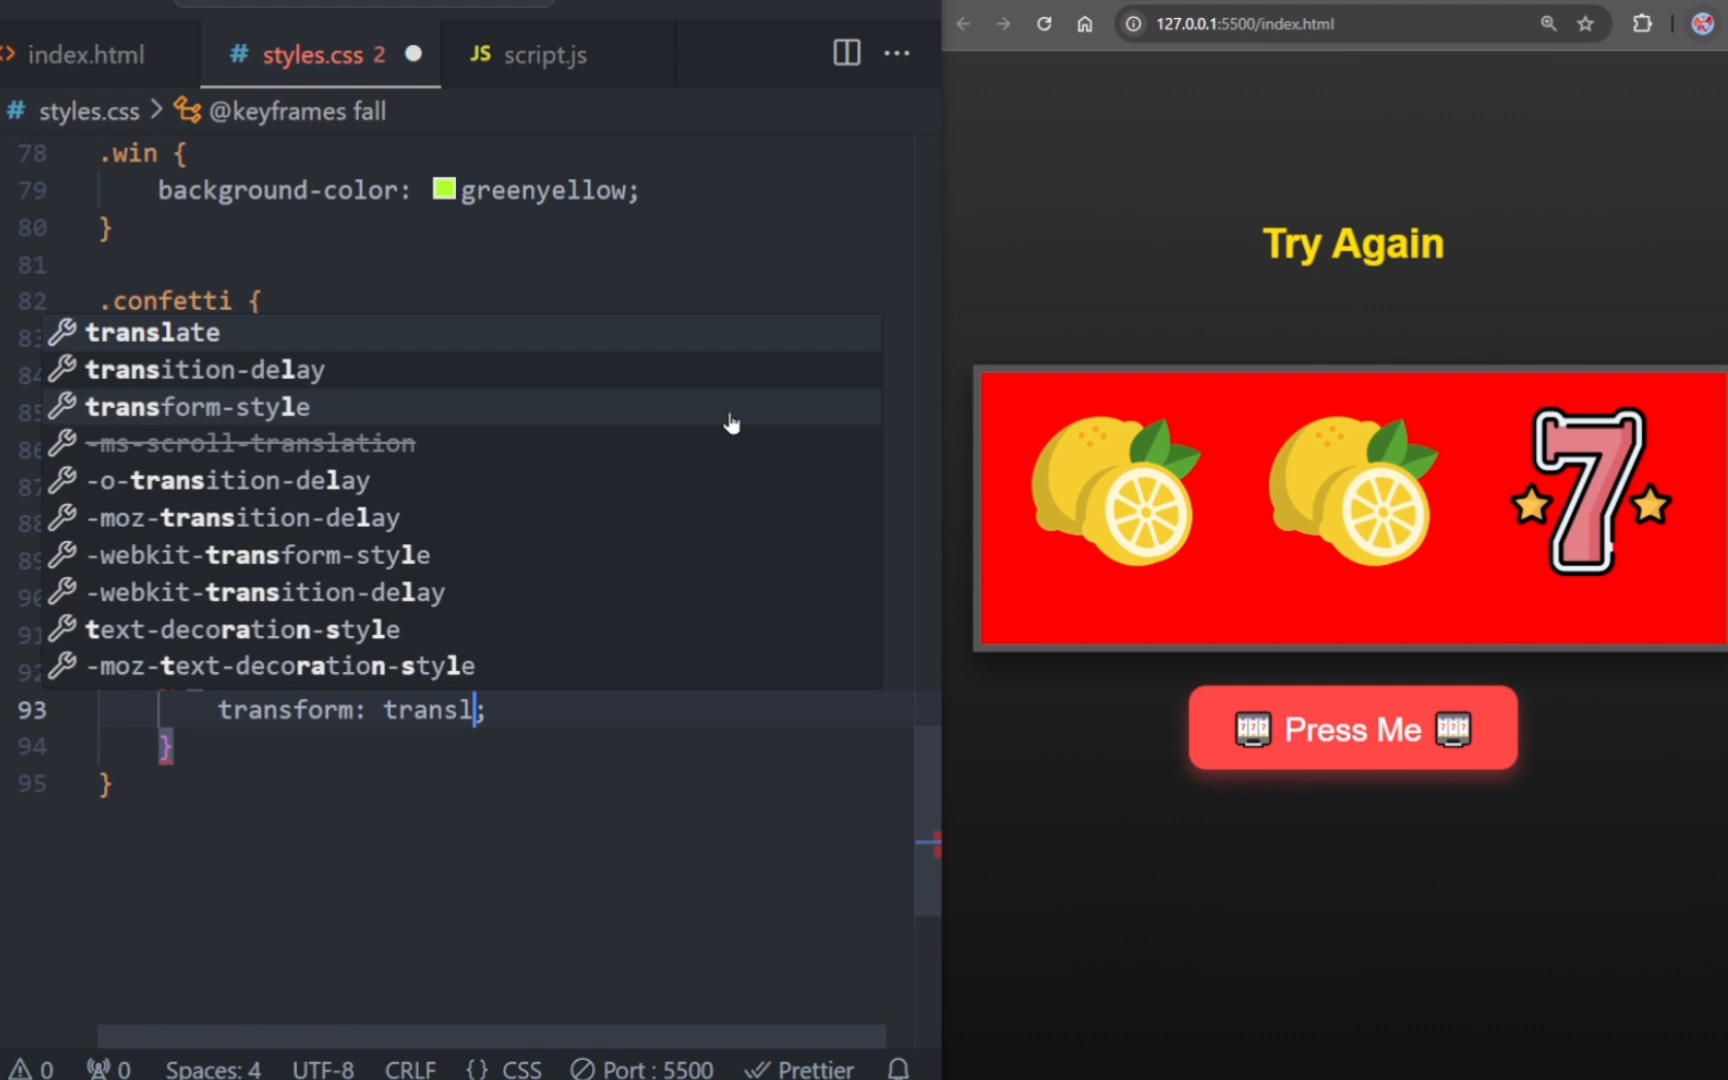 index.html
# styles.css 2
JS script.js
127.0.0.1:5500/index.html
# styles.css > @keyframes fall
78 .win {
79 background-color: greenyellow;
80 }
81
82 .confetti {
translate
transition-delay
transform-style
-ms-scroll-translation
-o-transition-delay
-moz-transition-delay
-webkit-transform-style
-webkit-transition-delay
text-decoration-style
-moz-text-decoration-style
93 transform: transl;
94 }
95 }
Try Again
7
777 Press Me 777
0 0 Spaces: 4 UTF-8 CRLF {} CSS Port : 5500 Prettier